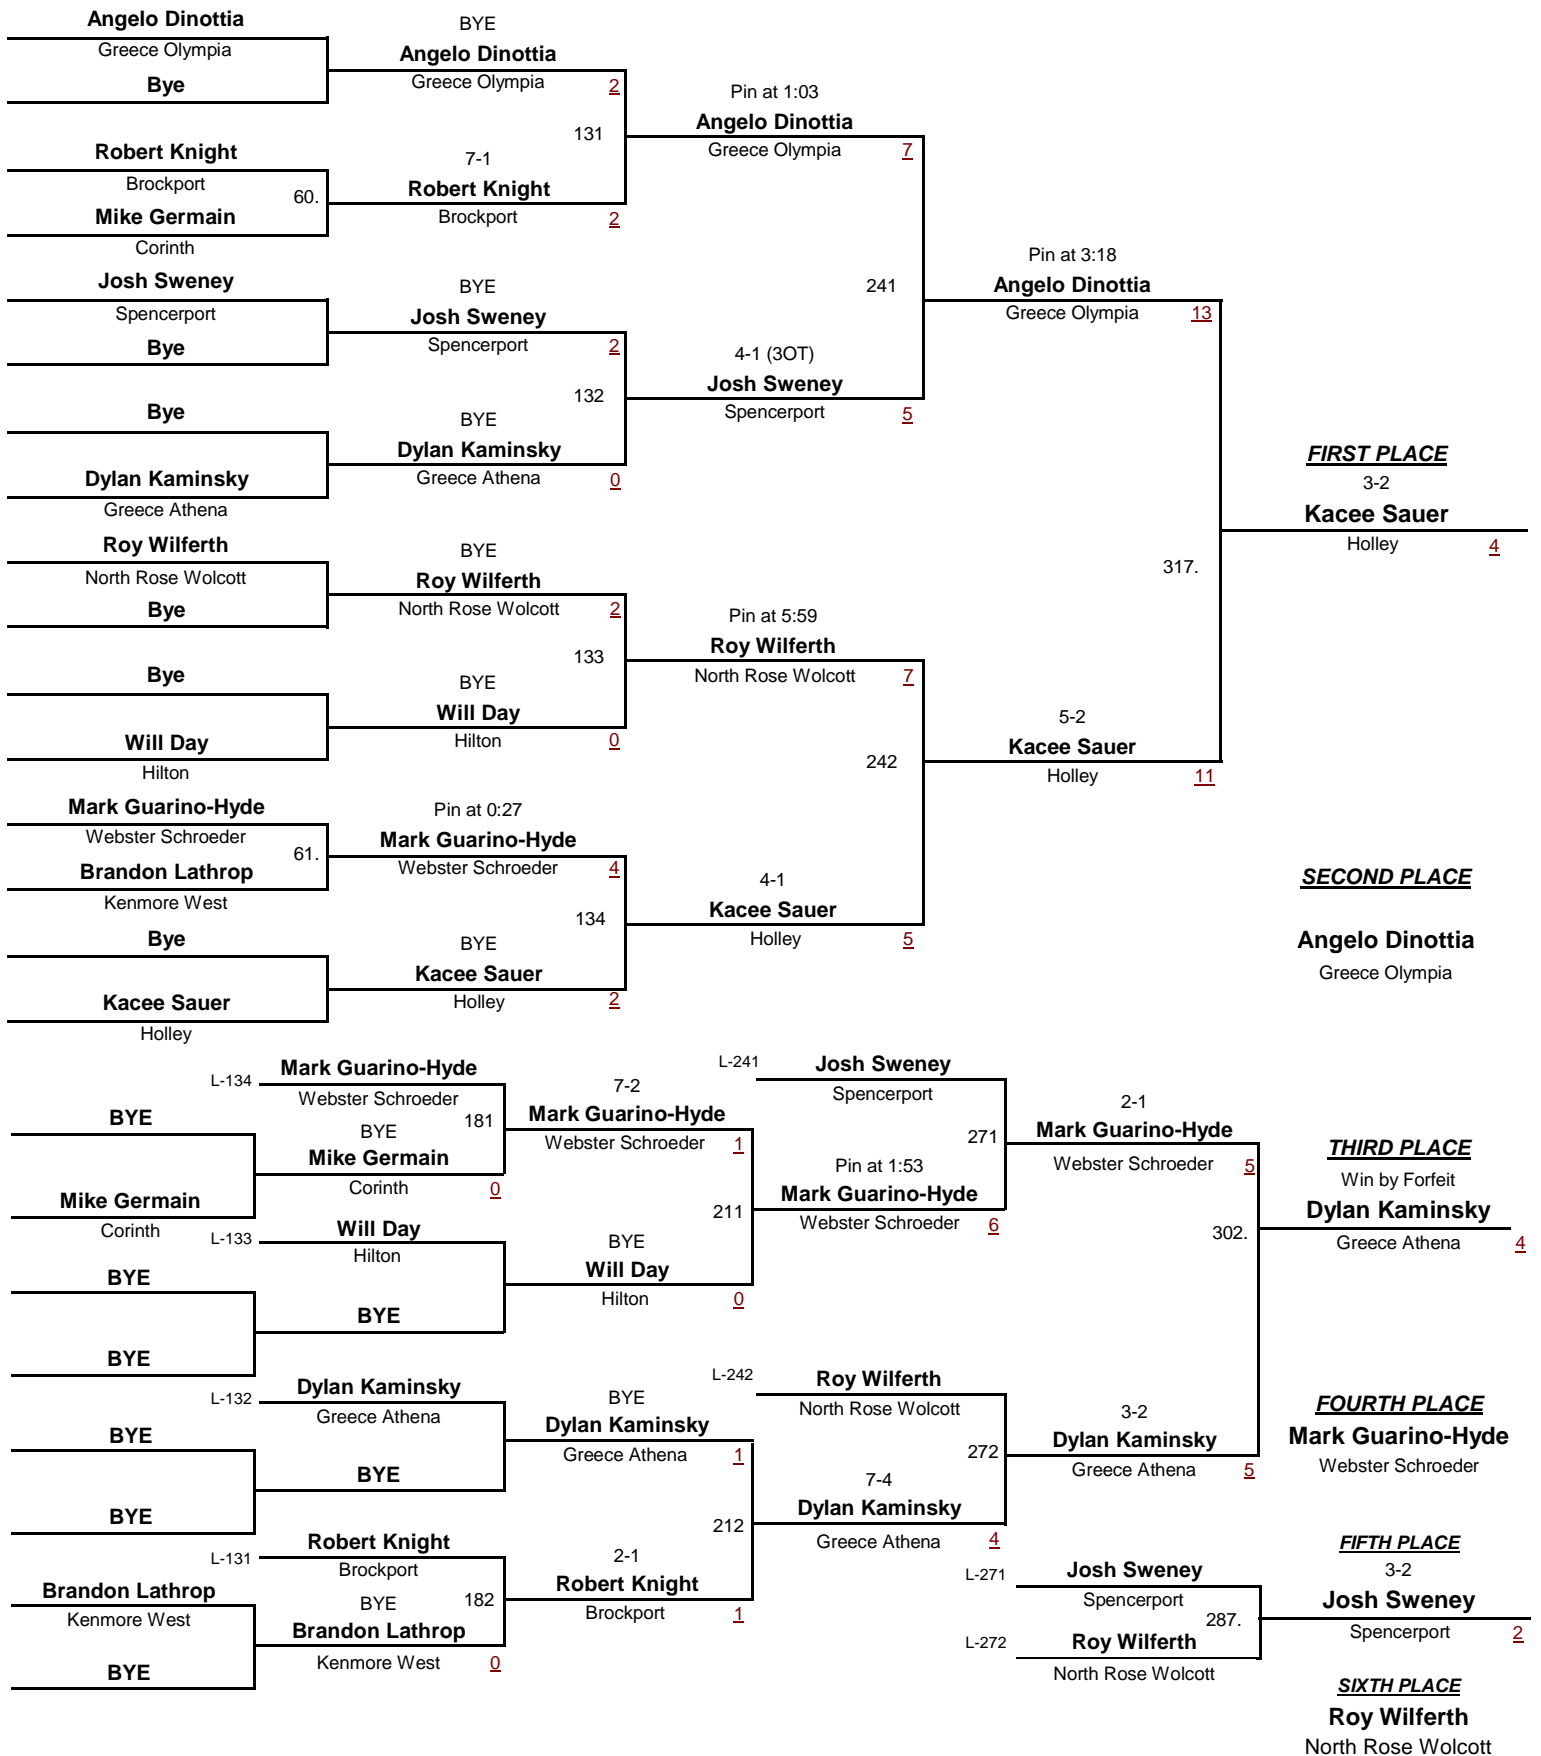 Angelo Dinottia
Greece Olympia
Bye
Robert Knight
Brockport
60.
Mike Germain
Corinth
Josh Sweney
Spencerport
Bye
Bye
Dylan Kaminsky
Greece Athena
Roy Wilferth
North Rose Wolcott
Bye
Bye
Will Day
Hilton
Mark Guarino-Hyde
Webster Schroeder
61.
Brandon Lathrop
Kenmore West
Bye
Kacee Sauer
Holley
BYE
Angelo Dinottia
Greece Olympia 2
131
7-1
Robert Knight
Brockport 2
BYE
Josh Sweney
Spencerport 2
132
BYE
Dylan Kaminsky
Greece Athena 0
BYE
Roy Wilferth
North Rose Wolcott 2
133
BYE
Will Day
Hilton 0
Pin at 0:27
Mark Guarino-Hyde
Webster Schroeder 4
134
BYE
Kacee Sauer
Holley 2
Pin at 1:03
Angelo Dinottia
Greece Olympia 7
241
4-1 (3OT)
Josh Sweney
Spencerport 5
Pin at 5:59
Roy Wilferth
North Rose Wolcott 7
242
4-1
Kacee Sauer
Holley 5
Pin at 3:18
Angelo Dinottia
Greece Olympia 13
317.
5-2
Kacee Sauer
Holley 11
FIRST PLACE
3-2
Kacee Sauer
Holley 4
SECOND PLACE
Angelo Dinottia
Greece Olympia
BYE
Mike Germain
Corinth
BYE
BYE
BYE
BYE
Brandon Lathrop
Kenmore West
BYE
L-134 Mark Guarino-Hyde
Webster Schroeder
181
BYE
Mike Germain
Corinth 0
L-133 Will Day
Hilton
BYE
L-132 Dylan Kaminsky
Greece Athena
BYE
L-131 Robert Knight
Brockport
182
BYE
Brandon Lathrop
Kenmore West 0
7-2
Mark Guarino-Hyde
Webster Schroeder 1
211
BYE
Will Day
Hilton 0
BYE
Dylan Kaminsky
Greece Athena 1
212
2-1
Robert Knight
Brockport 1
L-241 Josh Sweney
Spencerport
271
Pin at 1:53
Mark Guarino-Hyde
Webster Schroeder 6
L-242 Roy Wilferth
North Rose Wolcott
272
7-4
Dylan Kaminsky
Greece Athena 4
2-1
Mark Guarino-Hyde
Webster Schroeder 5
302.
3-2
Dylan Kaminsky
Greece Athena 5
L-271 Josh Sweney
Spencerport
287.
L-272 Roy Wilferth
North Rose Wolcott
THIRD PLACE
Win by Forfeit
Dylan Kaminsky
Greece Athena 4
FOURTH PLACE
Mark Guarino-Hyde
Webster Schroeder
FIFTH PLACE
3-2
Josh Sweney
Spencerport 2
SIXTH PLACE
Roy Wilferth
North Rose Wolcott